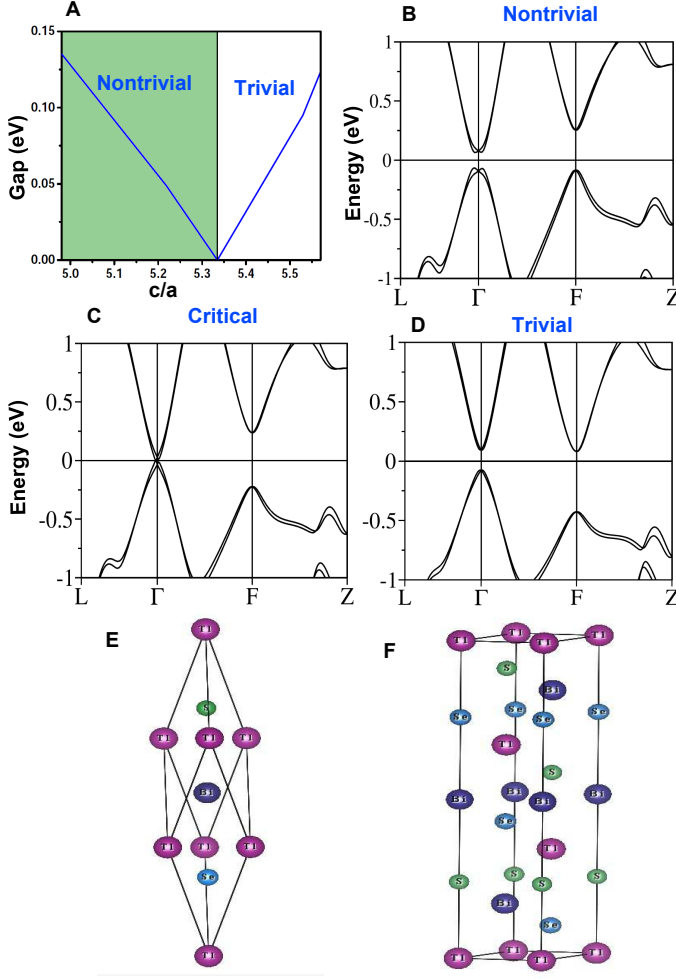 A
Gap (eV)
0.15
0.10
0.05
0.00
Nontrivial
Trivial
5.0
5.1
5.2
5.3
5.4
5.5
c/a
B
Nontrivial
Energy (eV)
1
0.5
0
-0.5
-1
L
Γ
F
Z
C
Critical
Energy (eV)
1
0.5
0
-0.5
-1
L
Γ
F
Z
D
Trivial
1
0.5
0
-0.5
-1
L
Γ
F
Z
E
Tl
S
Tl
Tl
Tl
Bi
Tl
Tl
Tl
Se
Tl
F
Tl
Tl
Tl
Tl
S
Bi
Se
Se
Se
Se
Tl
S
Bi
Bi
Bi
Bi
Se
Tl
S
S
S
S
Bi
Se
Tl
Tl
Tl
Tl